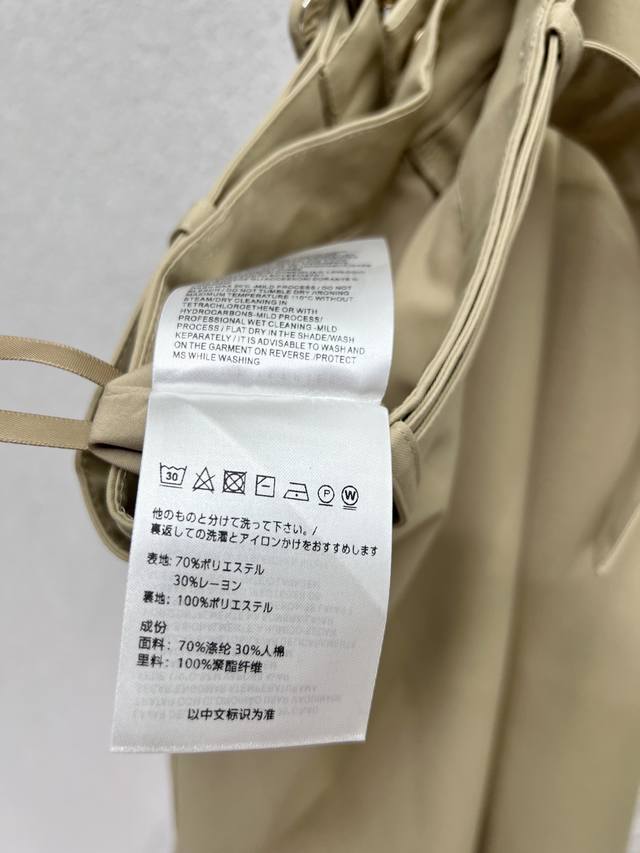 MILD PROCESS / DO NOT
DO NOT TUMBLE DRY /IRONING
MAXIMUM TEMPERATURE 110°C WITHOUT
STEAM/DRY CLEANING IN
TETRACHLOROETHENE OR WITH
HYDROCARBONS-MILD PROCESS/
PROFESSIONAL WET CLEANING -MILD
PROCESS / FLAT DRY IN THE SHADE/WASH
KEPARATELY / IT IS ADVISABLE TO WASH AND
ON THE GARMENT ON REVERSE /PROTECT
MS WHILE WASHING
30
P W
他のものと分けて洗って下さい。/
裏返しての洗濯とアイロンかけをおすすめします
表地: 70%ポリエステル
30%レーヨン
裏地: 100%ポリエステル
成份
面料: 70%涤纶 30%人棉
里料: 100%聚酯纤维
以中文标识为准